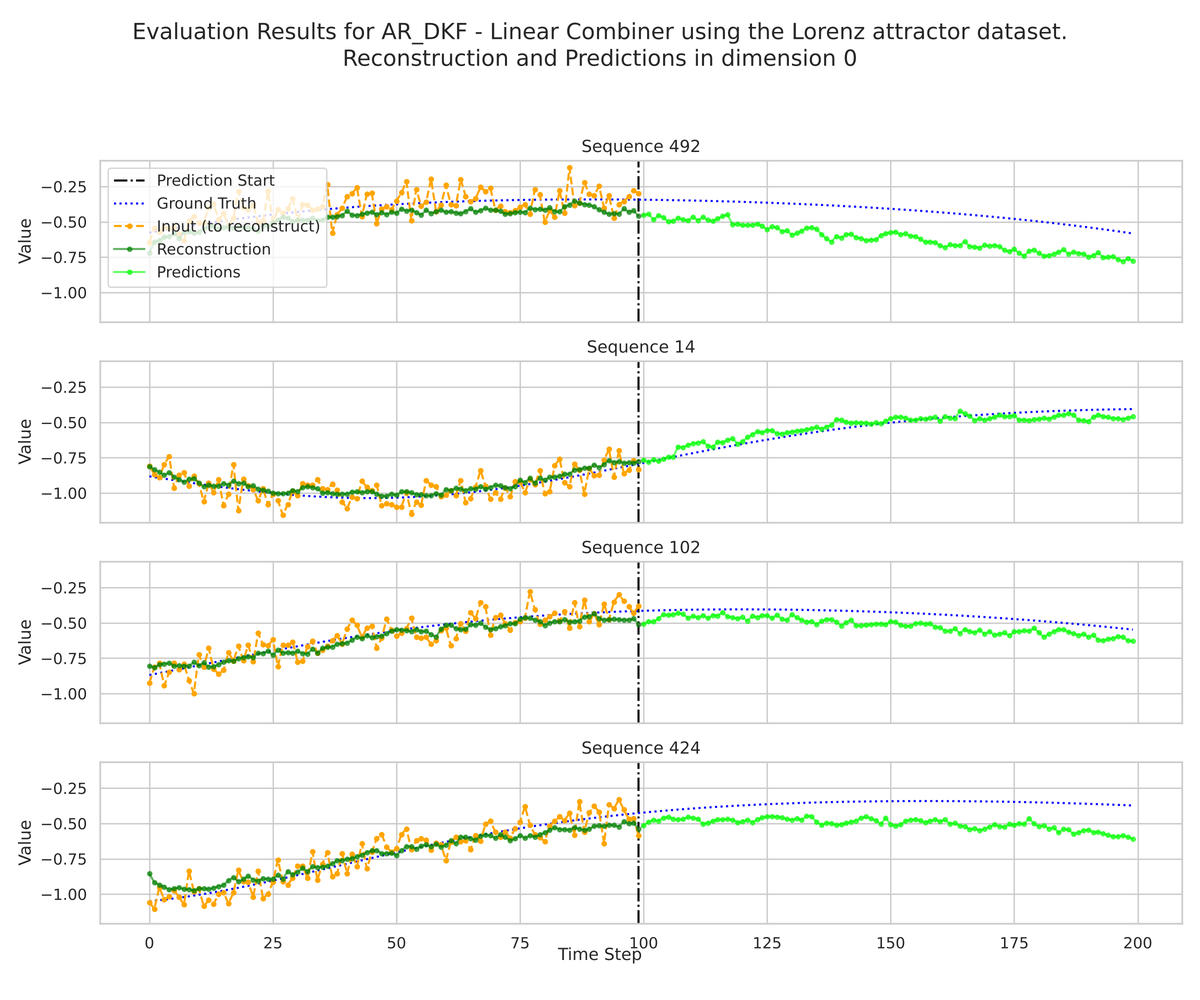 Evaluation Results for AR_DKF - Linear Combiner using the Lorenz attractor dataset.
Reconstruction and Predictions in dimension 0
Sequence 492
Value
−0.25
−0.50
−0.75
−1.00
Prediction Start
Ground Truth
Input (to reconstruct)
Reconstruction
Predictions
Sequence 14
Value
−0.25
−0.50
−0.75
−1.00
Sequence 102
Value
−0.25
−0.50
−0.75
−1.00
Sequence 424
Value
−0.25
−0.50
−0.75
−1.00
0 25 50 75 100 125 150 175 200
Time Step